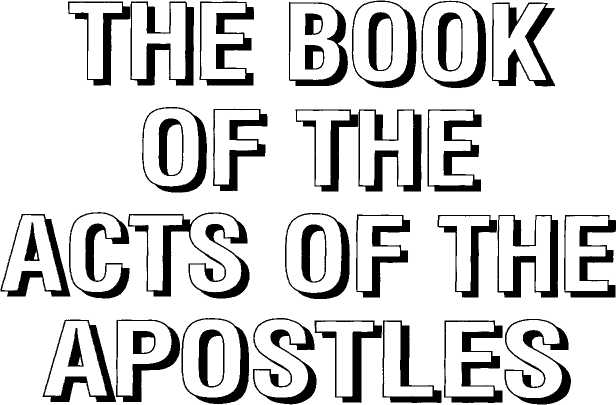 THE BOOK
OF THE
ACTS OF THE
APOSTLES